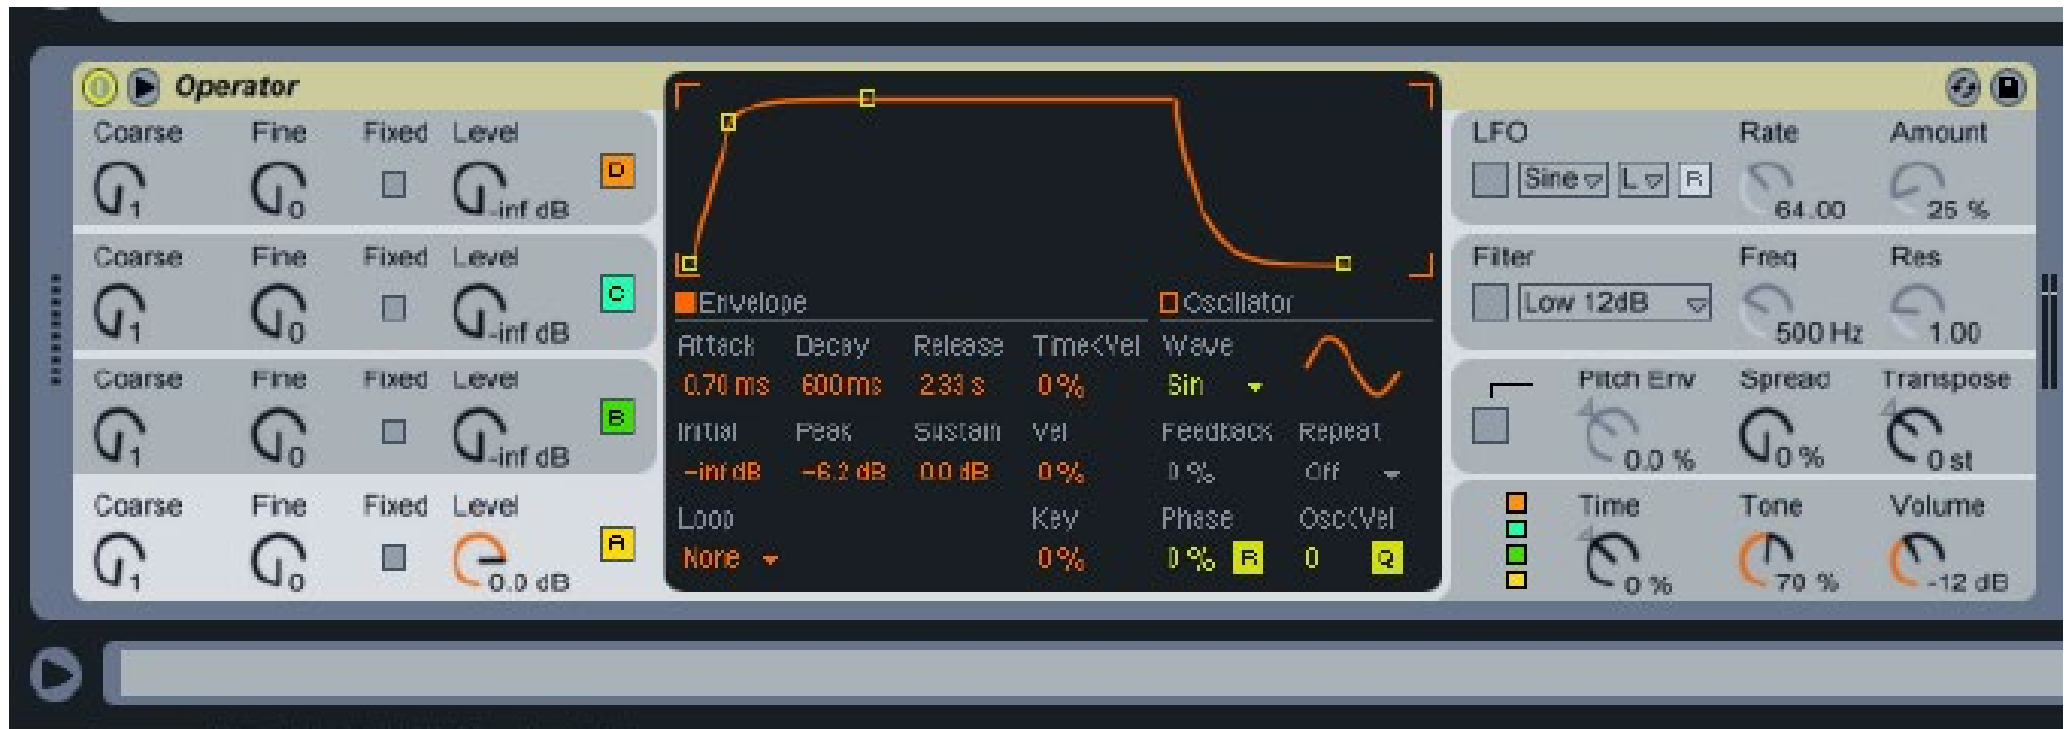 Operator
Coarse Fine Fixed Level
1 0 -inf dB D
Coarse Fine Fixed Level
1 0 -inf dB C
Coarse Fine Fixed Level
1 0 -inf dB B
Coarse Fine Fixed Level
1 0 0.0 dB A
Envelope Oscillator
Attack Decay Release Time<Vel Wave
0.70 ms 600 ms 2.33 s 0 % Sin
Initial Peak Sustain Vel Feedback Repeat
-inf dB -6.2 dB 0.0 dB 0 % 0 % Off
Loop Key Phase Osc<Vel
None 0 % 0 % R 0 Q
LFO Rate Amount
Sine L R 64.00 25 %
Filter Freq Res
Low 12dB 500 Hz 1.00
Pitch Env Spread Transpose
0.0 % 0 % 0 st
Time Tone Volume
0 % 70 % -12 dB